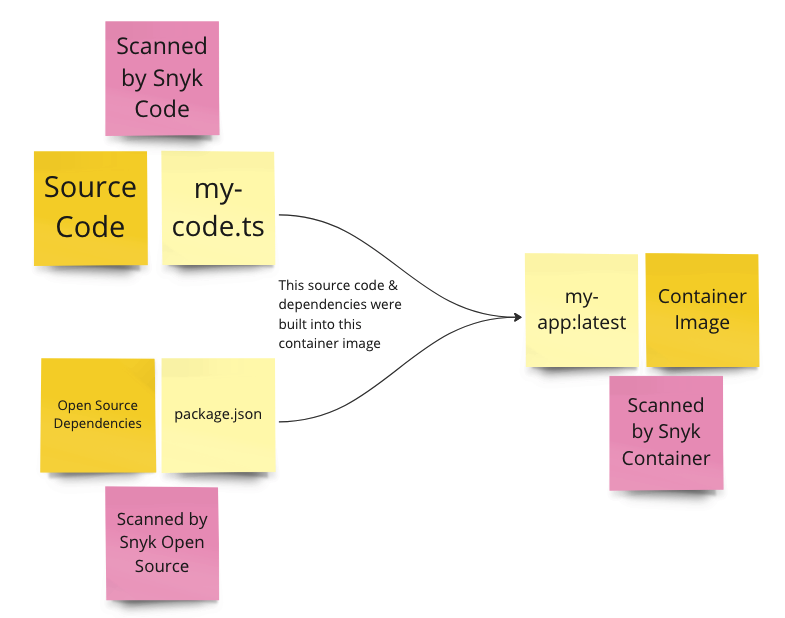 Scanned
by Snyk
Code
Source
Code
my-
code.ts
This source code &
dependencies were
built into this
container image
my-
app:latest
Container
Image
Scanned
by Snyk
Container
Open Source
Dependencies
package.json
Scanned by
Snyk Open
Source